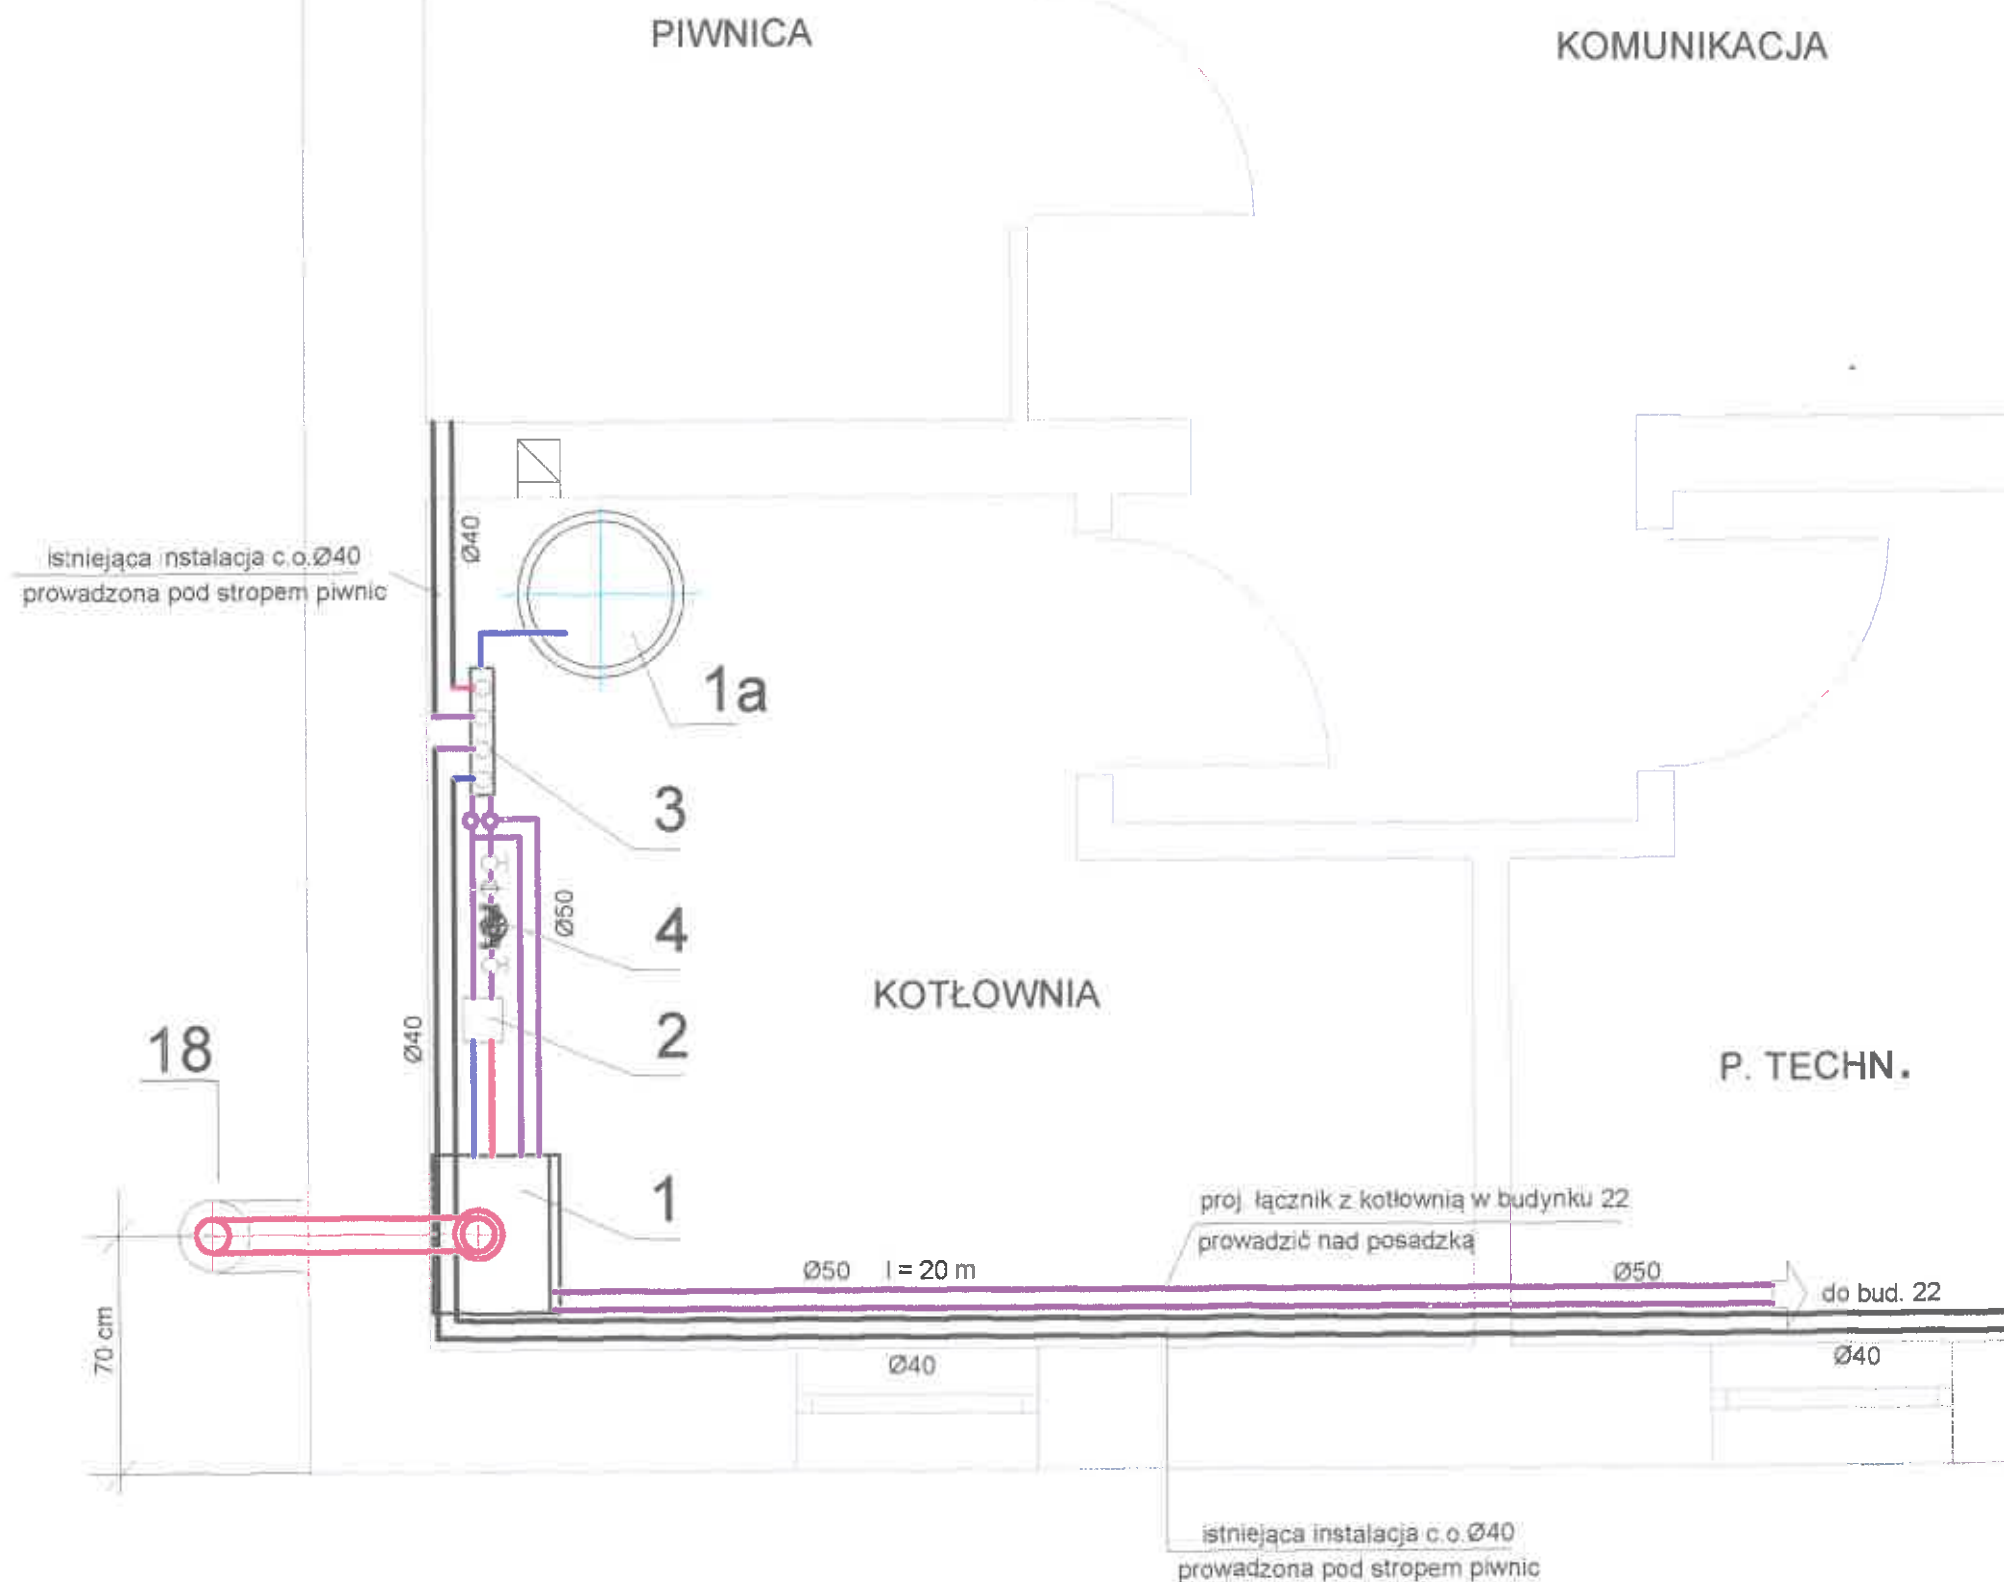 PIWNICA
KOMUNIKACJA
Ø40
istniejąca instalacja c.o.Ø40
prowadzona pod stropem piwnic
1a
3
Ø50
4
KOTŁOWNIA
2
Ø40
18
P. TECHN.
1
proj. łącznik z kotłownią w budynku 22
prowadzić nad posadzką
Ø50 l = 20 m
Ø50
do bud. 22
70 cm
Ø40
Ø40
istniejąca instalacja c.o.Ø40
prowadzona pod stropem piwnic